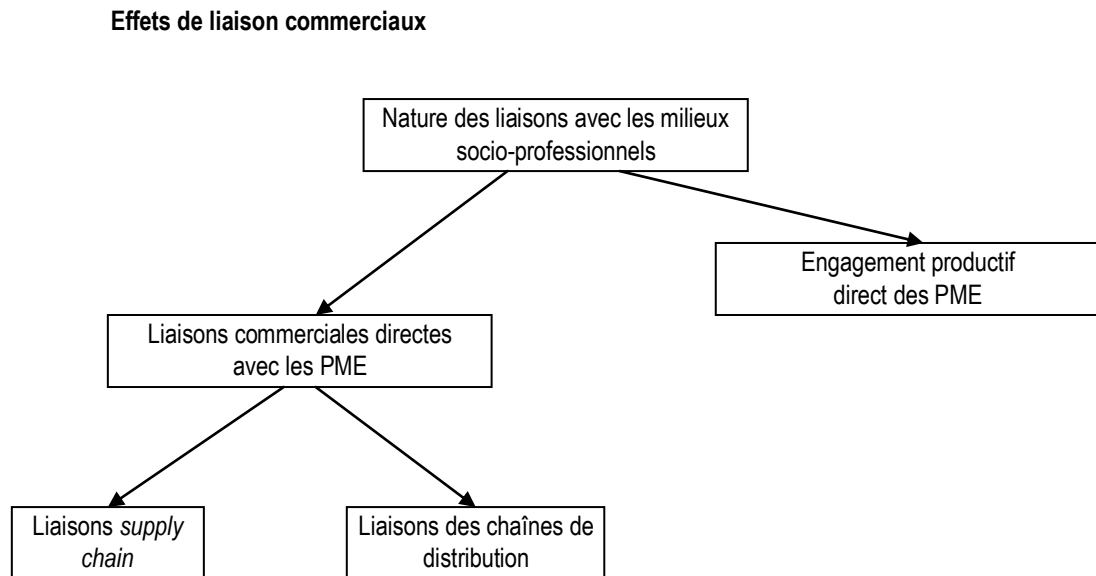 Effets de liaison commerciaux
Nature des liaisons avec les milieux
socio-professionnels
Engagement productif
direct des PME
Liaisons commerciales directes
avec les PME
Liaisons supply
chain
Liaisons des chaînes de
distribution